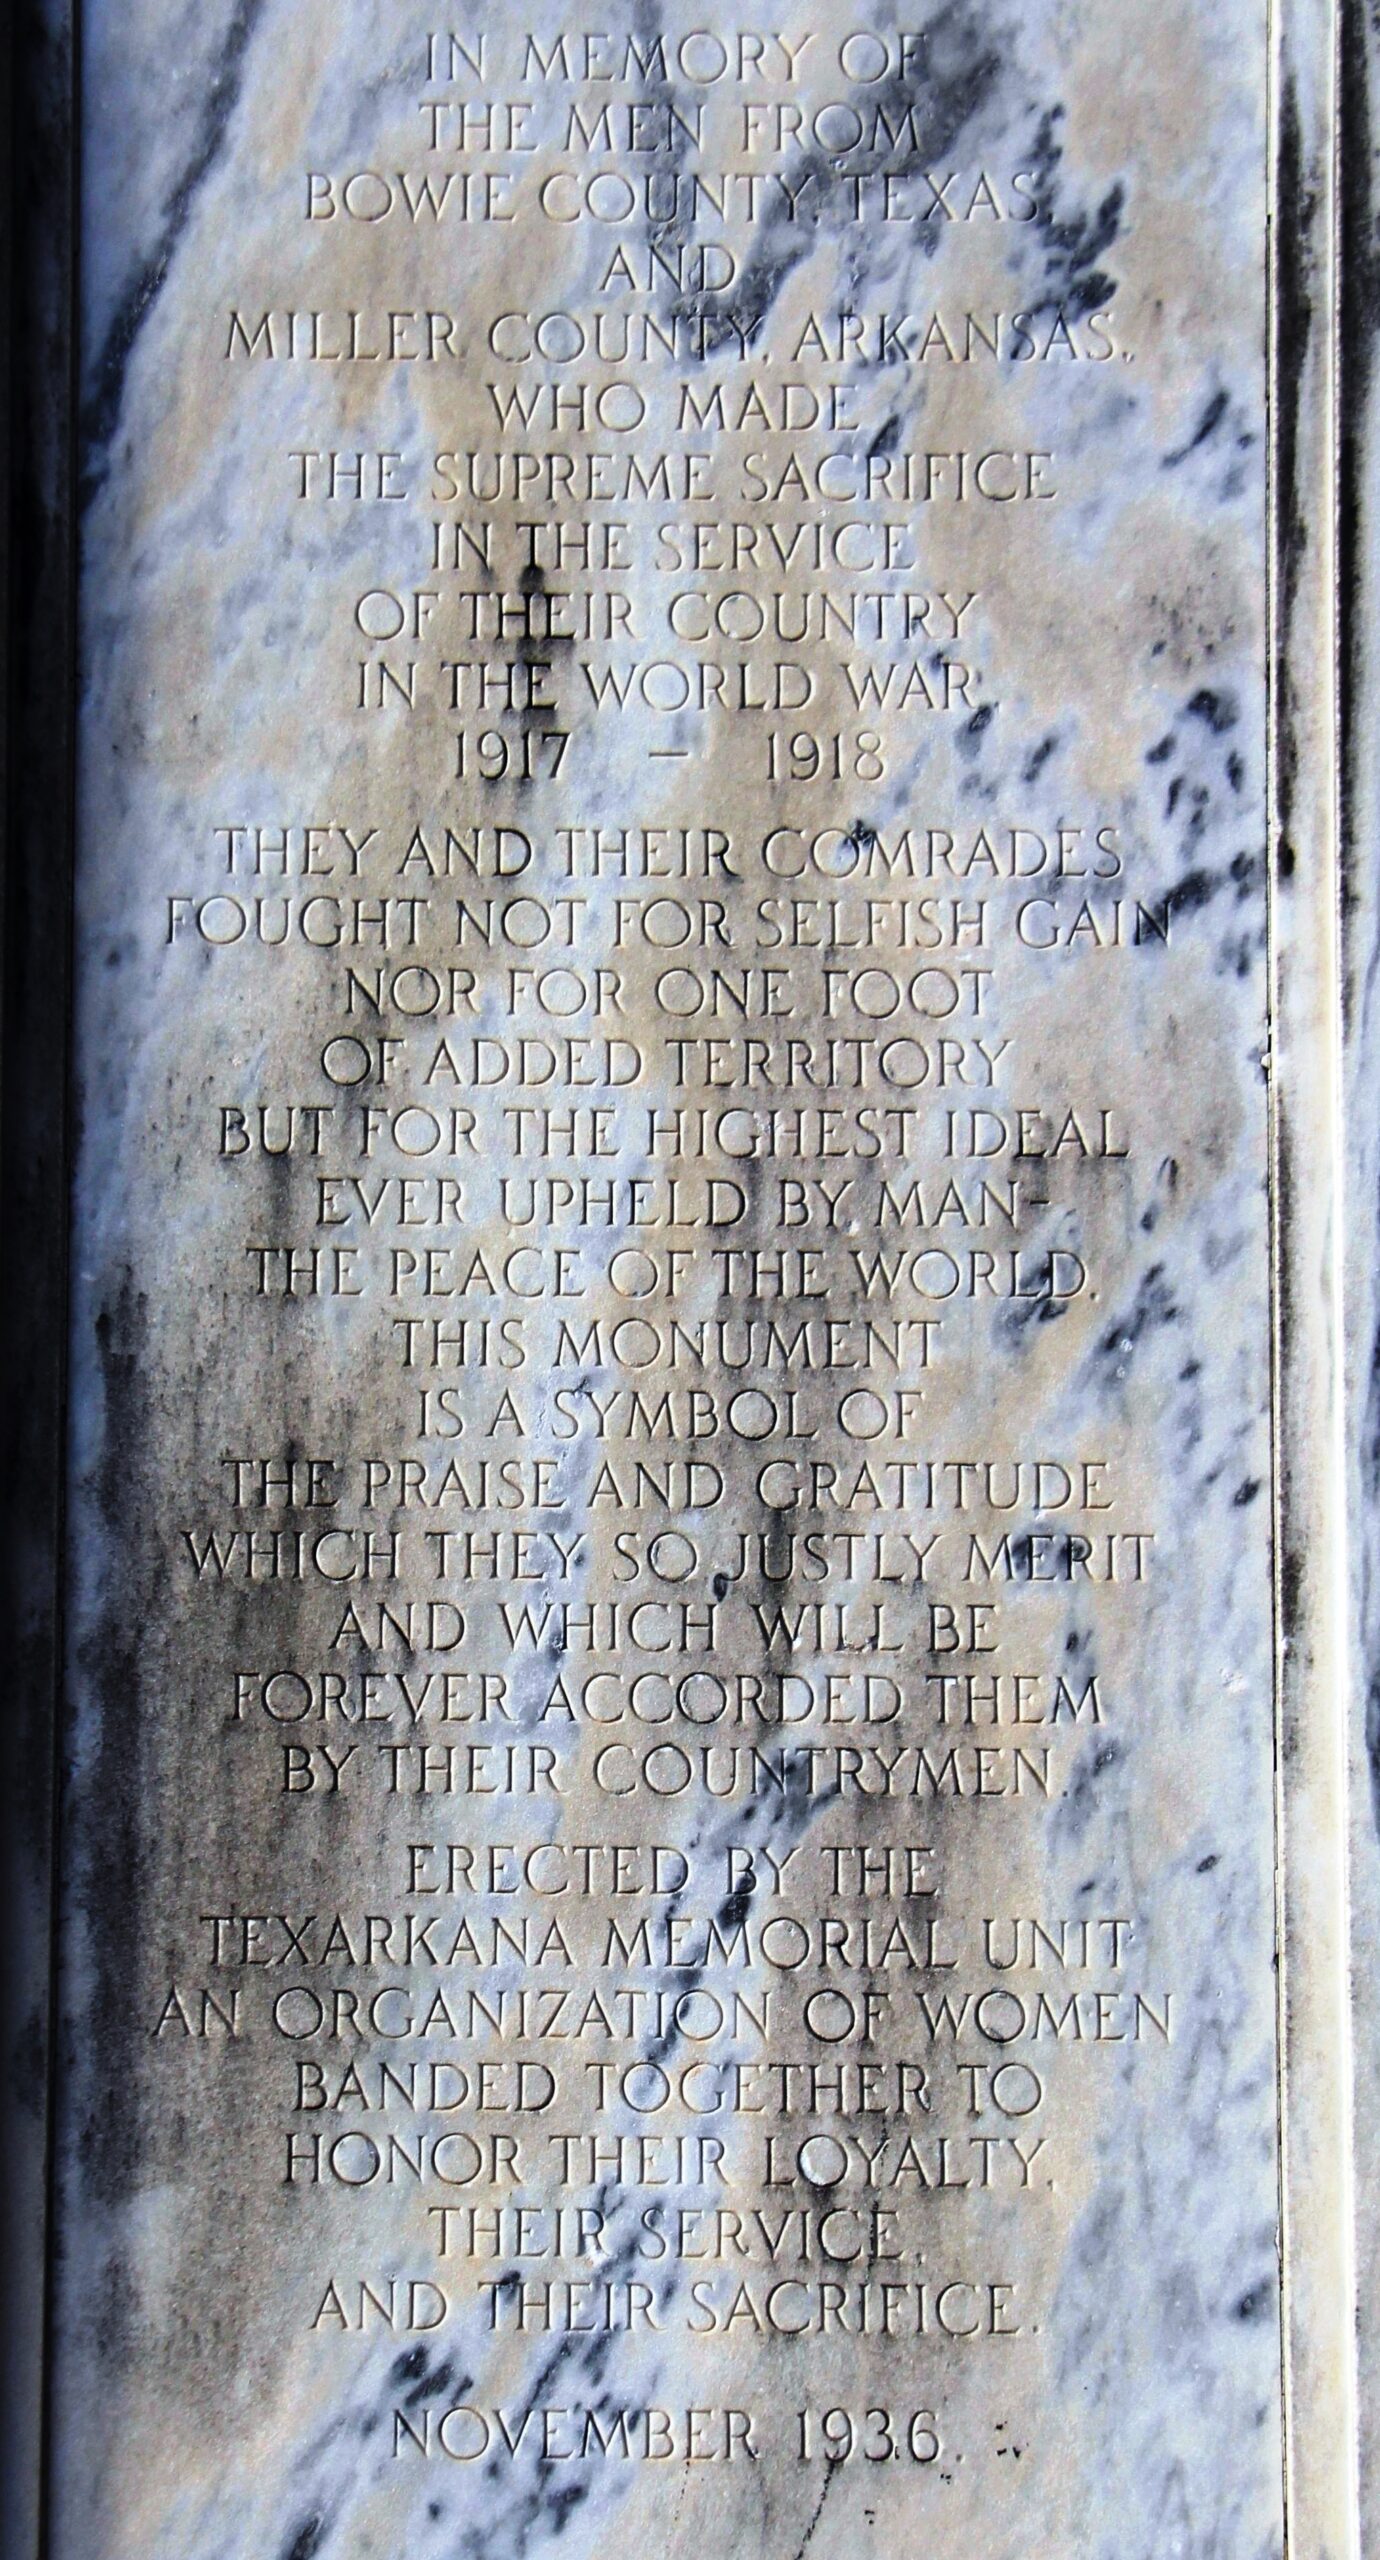 IN MEMORY OF
THE MEN FROM
BOWIE COUNTY, TEXAS,
AND
MILLER COUNTY, ARKANSAS,
WHO MADE
THE SUPREME SACRIFICE
IN THE SERVICE
OF THEIR COUNTRY
IN THE WORLD WAR.
1917 — 1918
THEY AND THEIR COMRADES
FOUGHT NOT FOR SELFISH GAIN
NOR FOR ONE FOOT
OF ADDED TERRITORY
BUT FOR THE HIGHEST IDEAL
EVER UPHELD BY MAN-
THE PEACE OF THE WORLD.
THIS MONUMENT
IS A SYMBOL OF
THE PRAISE AND GRATITUDE
WHICH THEY SO JUSTLY MERIT
AND WHICH WILL BE
FOREVER ACCORDED THEM
BY THEIR COUNTRYMEN.
ERECTED BY THE
TEXARKANA MEMORIAL UNIT
AN ORGANIZATION OF WOMEN
BANDED TOGETHER TO
HONOR THEIR LOYALTY,
THEIR SERVICE,
AND THEIR SACRIFICE.
NOVEMBER 1936.